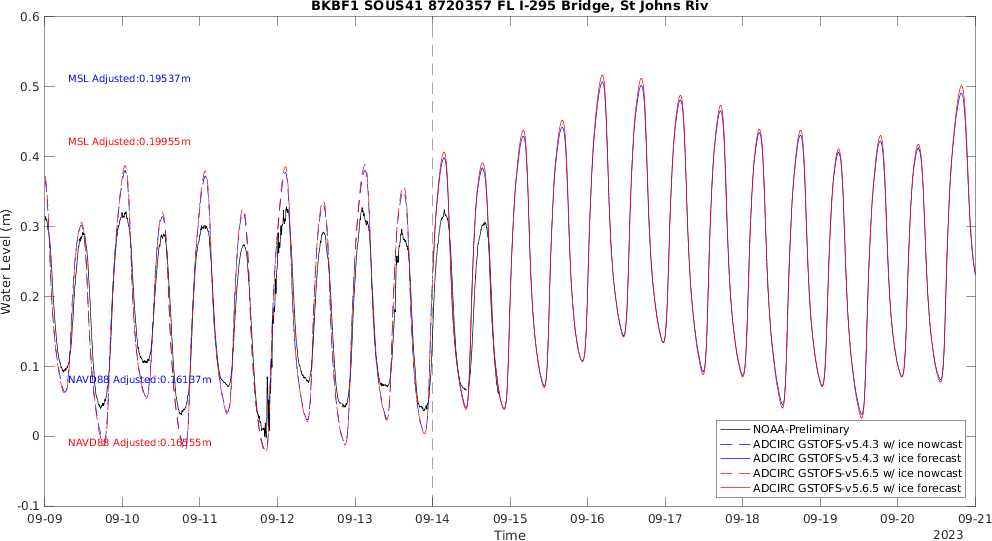 BKBF1 SOUS41 8720357 FL I-295 Bridge, St Johns Riv
0.6
0.5
0.4
0.3
0.2
0.1
0
-0.1
Water Level (m)
MSL Adjusted:0.19537m
MSL Adjusted:0.19955m
NAVD88 Adjusted:0.16137m
NAVD88 Adjusted:0.16555m
NOAA-Preliminary
ADCIRC GSTOFS-v5.4.3 w/ ice nowcast
ADCIRC GSTOFS-v5.4.3 w/ ice forecast
ADCIRC GSTOFS-v5.6.5 w/ ice nowcast
ADCIRC GSTOFS-v5.6.5 w/ ice forecast
09-09 09-10 09-11 09-12 09-13 09-14 09-15 09-16 09-17 09-18 09-19 09-20 09-21
Time
2023